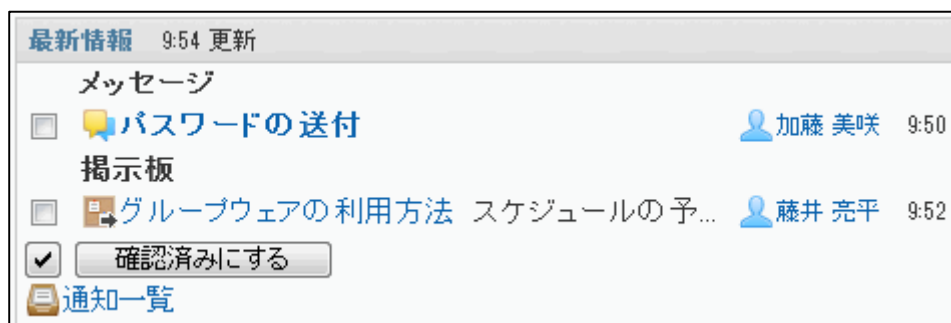 最新情報 9:54 更新
メッセージ
パスワードの送付 加藤 美咲 9:50
掲示板
グループウェアの利用方法 スケジュールの予... 藤井 亮平 9:52
確認済みにする
通知一覧